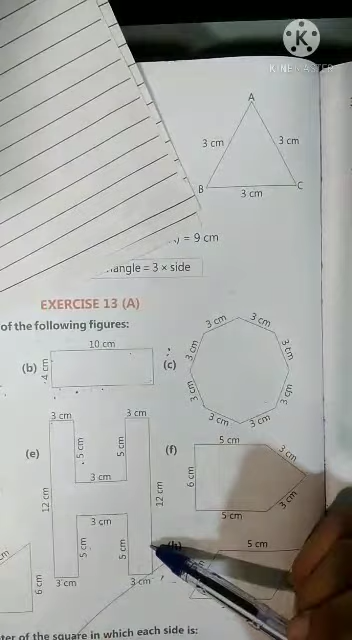 K
KINEMASTER
A
3 cm
3 cm
B
C
3 cm
= 9 cm
angle = 3 × side
EXERCISE 13 (A)
of the following figures:
(b)
10 cm
4 cm
(c)
3 cm
3 cm
3 cm
3 cm
3 cm
3 cm
3 cm
3 cm
(e)
3 cm
3 cm
5 cm
5 cm
3 cm
12 cm
12 cm
3 cm
5 cm
5 cm
3 cm
3 cm
(f)
5 cm
3 cm
6 cm
3 cm
5 cm
6 cm
(h)
5 cm
ter of the square in which each side is: